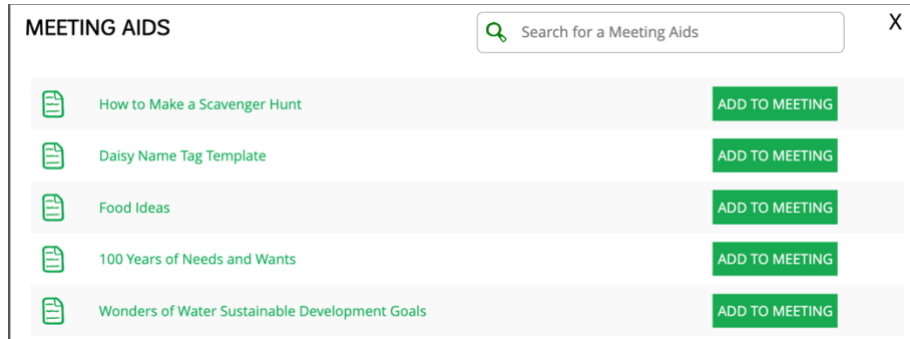 MEETING AIDS
Search for a Meeting Aids
X
How to Make a Scavenger Hunt
ADD TO MEETING
Daisy Name Tag Template
ADD TO MEETING
Food Ideas
ADD TO MEETING
100 Years of Needs and Wants
ADD TO MEETING
Wonders of Water Sustainable Development Goals
ADD TO MEETING